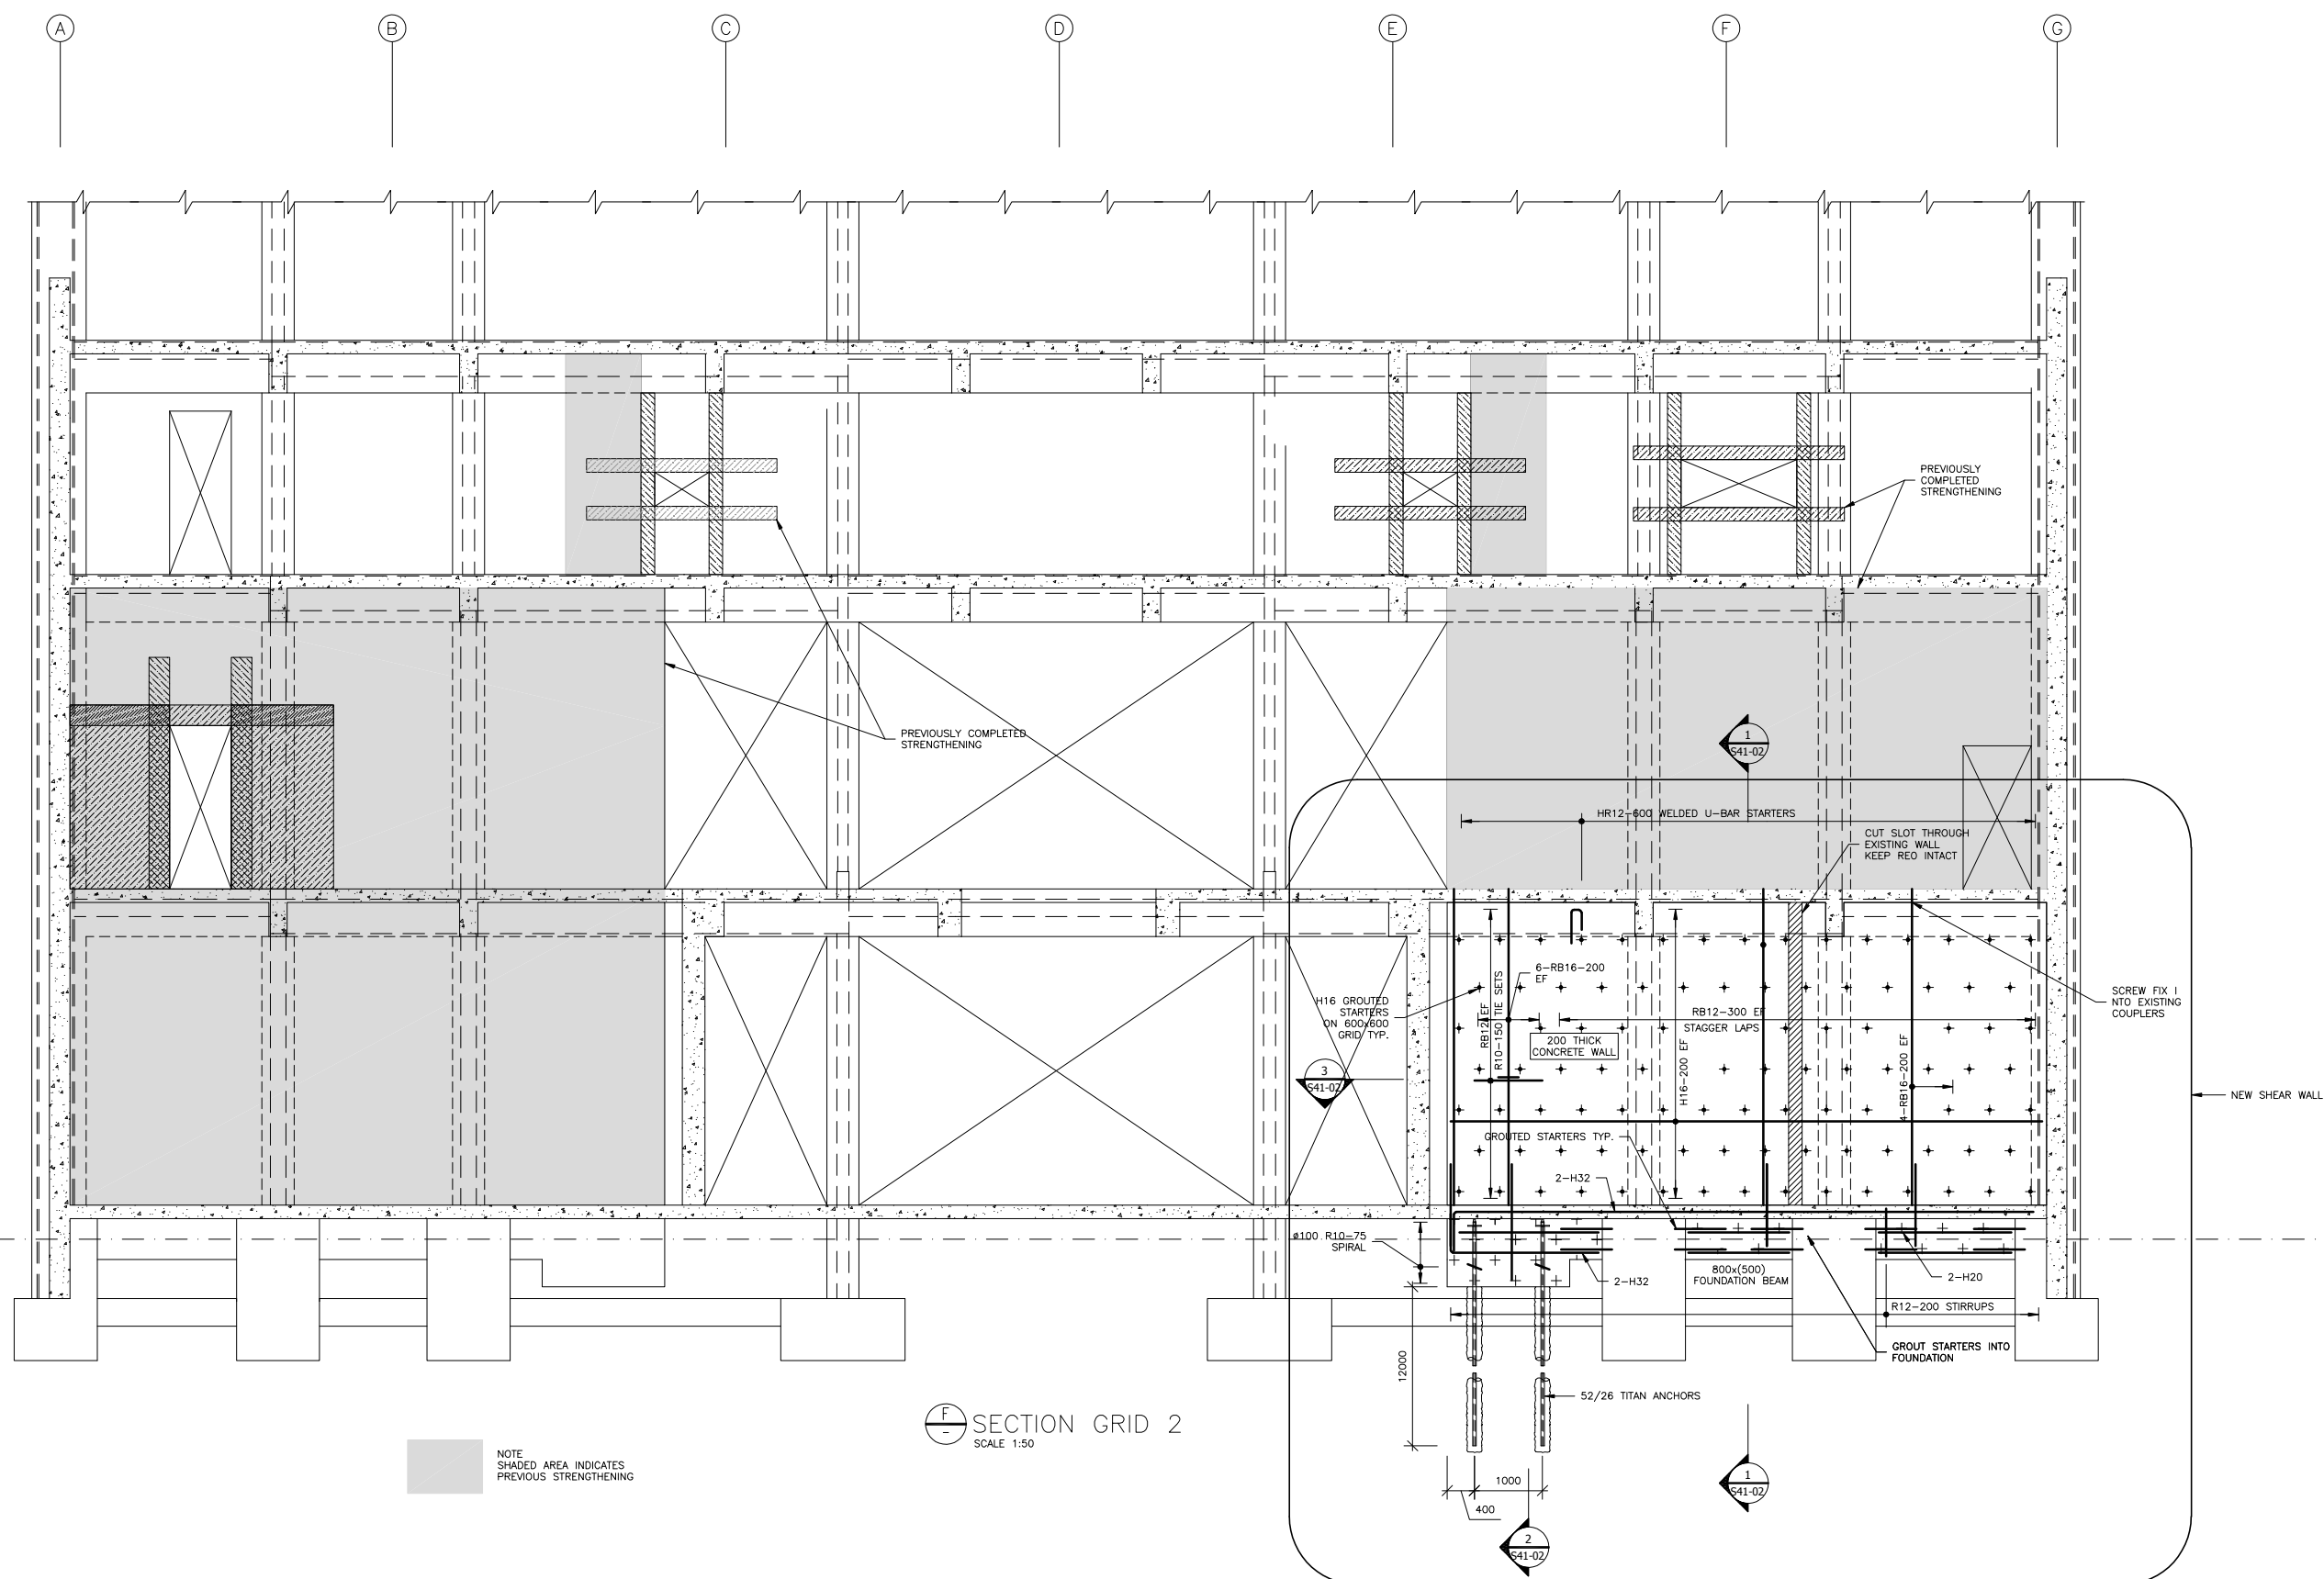 A
B
C
D
E
F
G
PREVIOUSLY
COMPLETED
STRENGTHENING
PREVIOUSLY COMPLETED
STRENGTHENING
1
S41-02
HR12-600 WELDED U-BAR STARTERS
CUT SLOT THROUGH
EXISTING WALL
KEEP REO INTACT
6-RB16-200
EF
H16 GROUTED
STARTERS
ON 600x600
GRID TYP.
RB12 EF
R10-150 TIE SETS
RB12-300 EF
STAGGER LAPS
200 THICK
CONCRETE WALL
H16-200 EF
4-RB16-200 EF
SCREW FIX I
NTO EXISTING
COUPLERS
3
S41-02
NEW SHEAR WALL
GROUTED STARTERS TYP.
2-H32
ø100 R10-75
SPIRAL
2-H32
800x(500)
FOUNDATION BEAM
2-H20
R12-200 STIRRUPS
GROUT STARTERS INTO
FOUNDATION
12000
52/26 TITAN ANCHORS
F
-
SECTION GRID 2
SCALE 1:50
NOTE
SHADED AREA INDICATES
PREVIOUS STRENGTHENING
1000
400
1
S41-02
2
S41-02